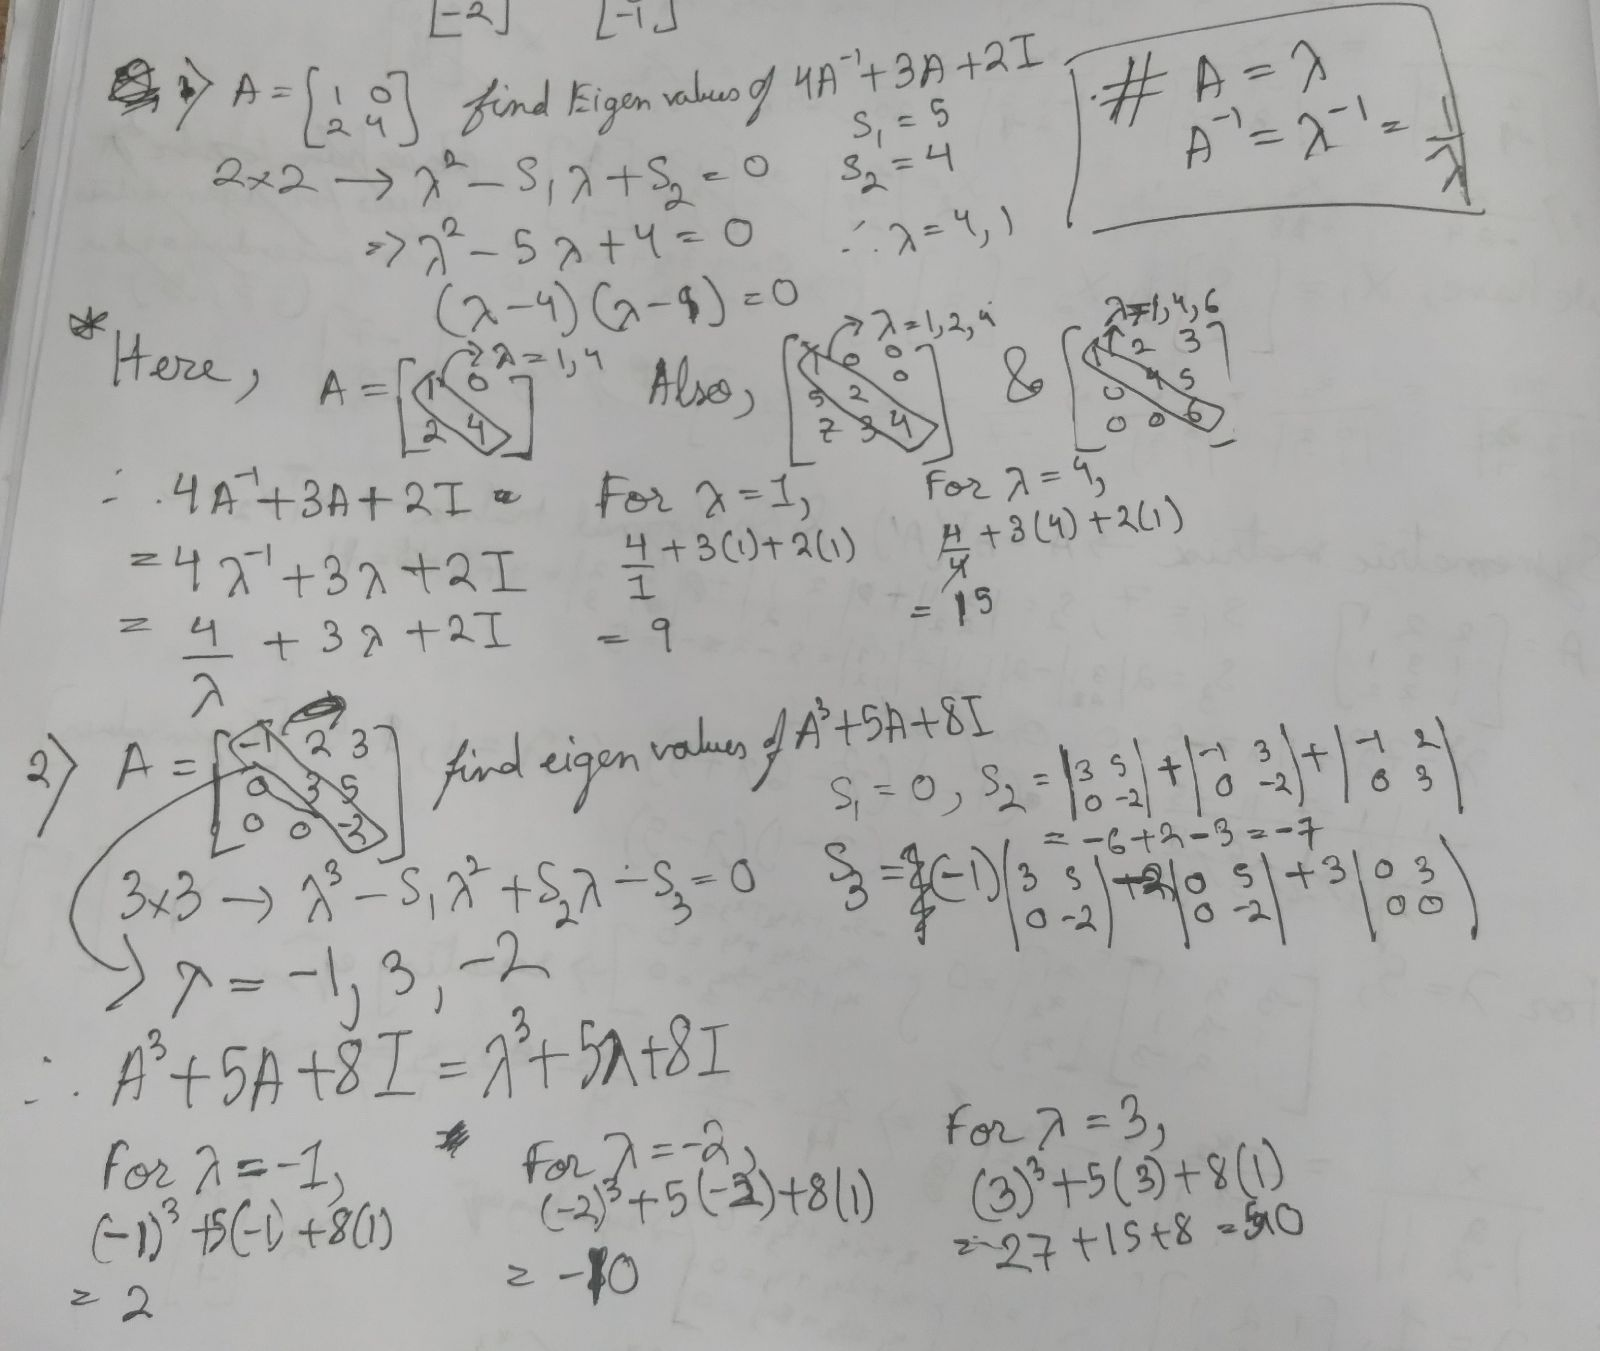 [-2] [-1]
1) A = [1 0; 2 4] find Eigen values of 4A⁻¹+3A+2I
# A = λ
A⁻¹ = λ⁻¹ = 1/λ
S₁ = 5
2×2 → λ² - S₁λ + S₂ = 0 S₂ = 4
=> λ² - 5λ + 4 = 0 ∴ λ = 4, 1
(λ-4)(λ-1) = 0
* Here, A = [1 0; 2 4] → λ = 1, 4 Also, [1 0 0; 5 2 0; 7 3 4] → λ = 1, 2, 4 & [1 2 3; 0 4 5; 0 0 6] λ = 1, 4, 6
∴ 4A⁻¹+3A+2I = For λ = 1, For λ = 4,
= 4λ⁻¹+3λ+2I 4/1 + 3(1) + 2(1) 4/4 + 3(4) + 2(1)
= 4/λ + 3λ + 2I = 9 = 15
2) A = [-1 2 3; 0 3 5; 0 0 -2] find eigen values of A³+5A+8I
S₁ = 0, S₂ = |3 5; 0 -2| + |-1 3; 0 -2| + |-1 2; 0 3|
= -6+2-3 = -7
3×3 → λ³ - S₁λ² + S₂λ - S₃ = 0 S₃ = (-1)|3 5; 0 -2| - 2|0 5; 0 -2| + 3|0 3; 0 0|
λ = -1, 3, -2
∴ A³+5A+8I = λ³+5λ+8I
For λ = -1, For λ = -2, For λ = 3,
(-1)³+5(-1)+8(1) (-2)³+5(-2)+8(1) (3)³+5(3)+8(1)
= 2 = -10 = 27+15+8 = 50